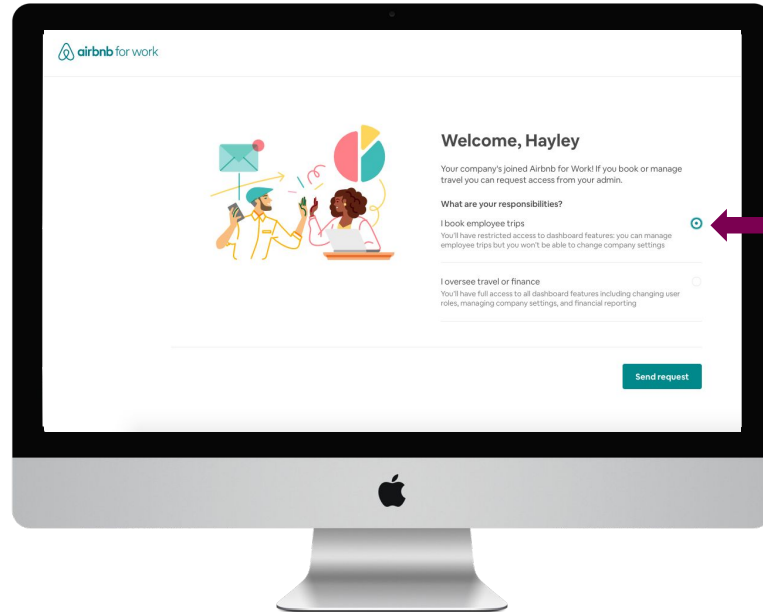 airbnb for work
Welcome, Hayley
Your company's joined Airbnb for Work! If you book or manage
travel you can request access from your admin.
What are your responsibilities?
I book employee trips
You'll have restricted access to dashboard features: you can manage
employee trips but you won't be able to change company settings
I oversee travel or finance
You'll have full access to all dashboard features including changing user
roles, managing company settings, and financial reporting
Send request